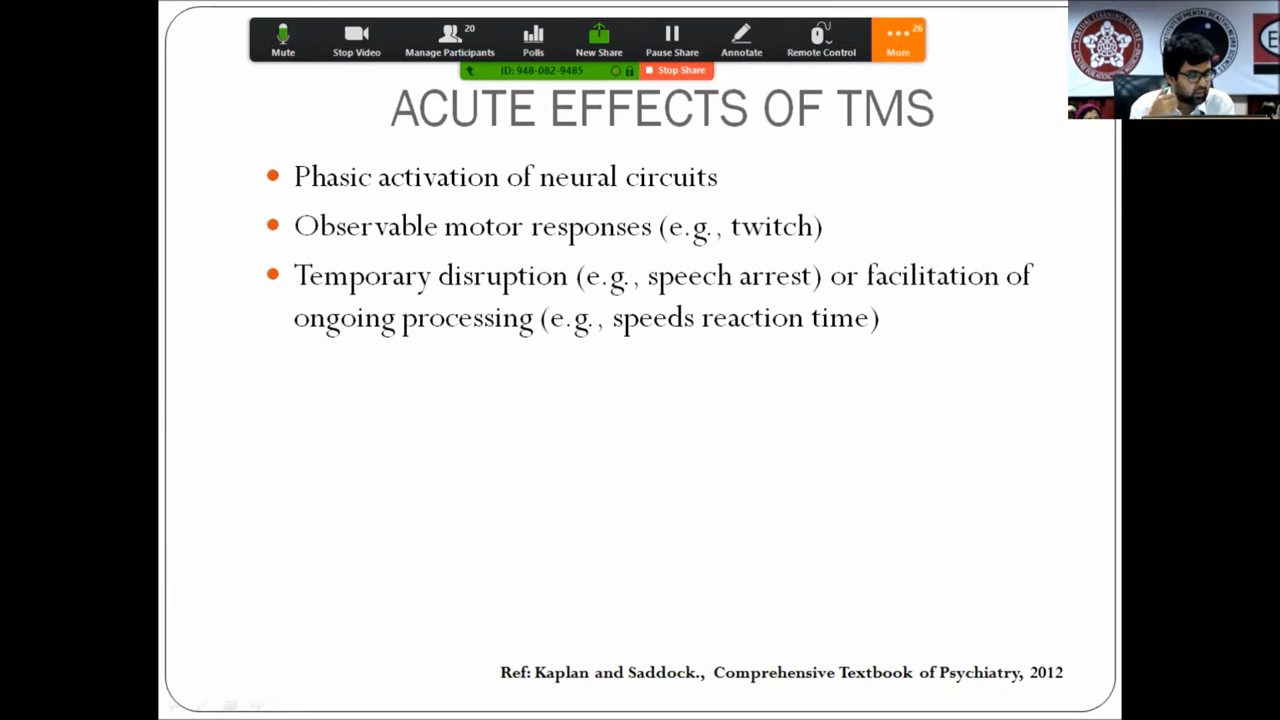 20
26
Mute
Stop Video
Manage Participants
Polls
New Share
Pause Share
Annotate
Remote Control
More
ID: 948-082-9485
Stop Share
ACUTE EFFECTS OF TMS
Phasic activation of neural circuits
Observable motor responses (e.g., twitch)
Temporary disruption (e.g., speech arrest) or facilitation of
ongoing processing (e.g., speeds reaction time)
Ref: Kaplan and Saddock., Comprehensive Textbook of Psychiatry, 2012